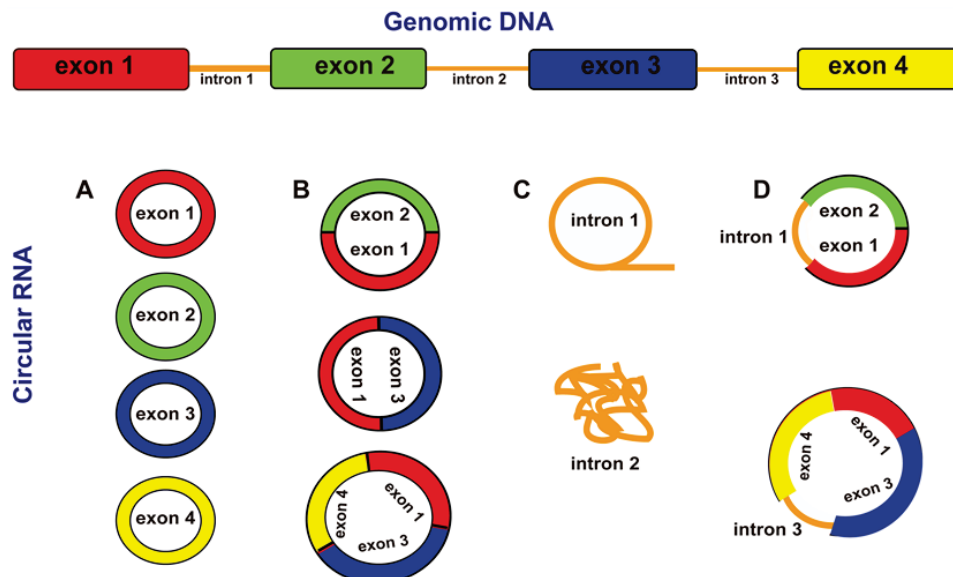 Genomic DNA
exon 1
intron 1
exon 2
intron 2
exon 3
intron 3
exon 4
Circular RNA
A
exon 1
exon 2
exon 3
exon 4
B
exon 2
exon 1
exon 1
exon 3
exon 4
exon 1
exon 3
C
intron 1
intron 2
D
exon 2
intron 1
exon 1
exon 4
exon 1
exon 3
intron 3